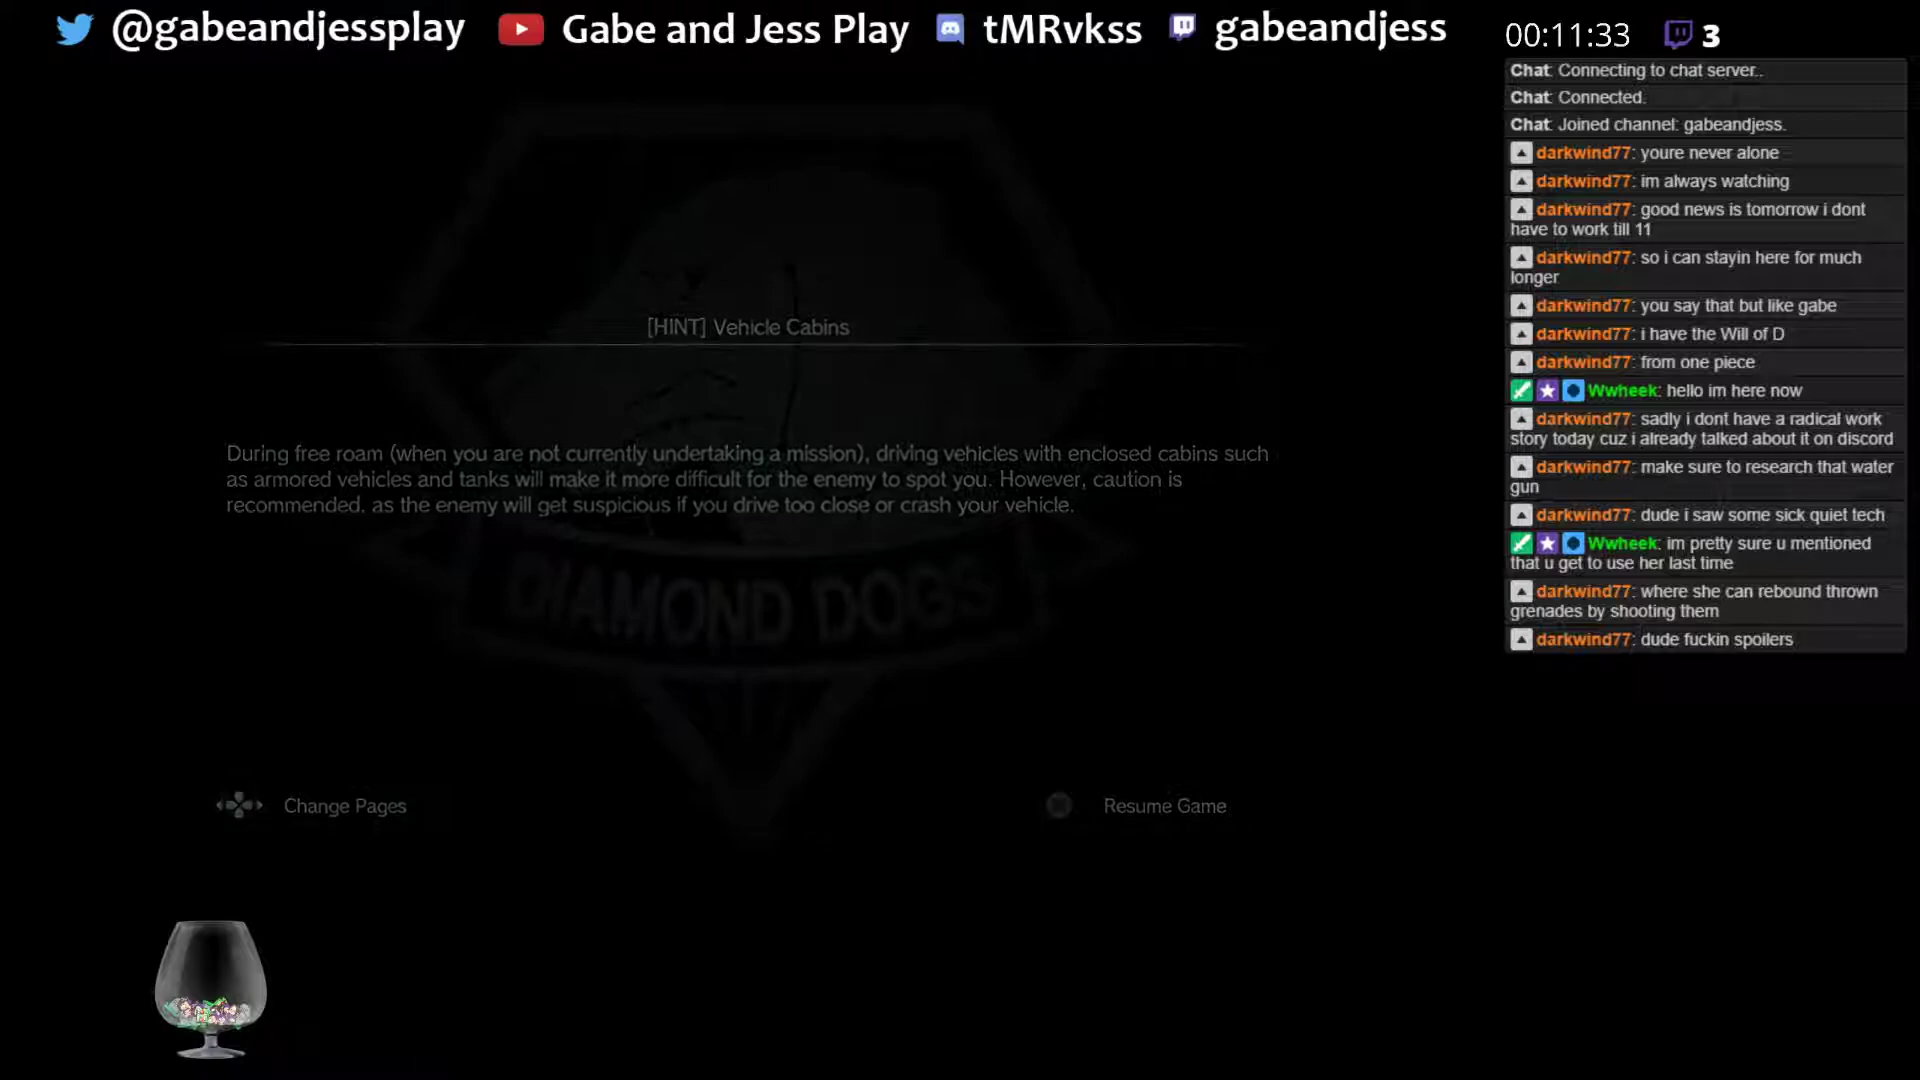 @gabeandjessplay Gabe and Jess Play tMRvkss gabeandjess
00:11:33 3
Chat: Connecting to chat server..
Chat: Connected.
Chat: Joined channel: gabeandjess.
darkwind77: youre never alone
darkwind77: im always watching
darkwind77: good news is tomorrow i dont
have to work till 11
darkwind77: so i can stayin here for much
longer
darkwind77: you say that but like gabe
darkwind77: i have the Will of D
darkwind77: from one piece
Wwheek: hello im here now
darkwind77: sadly i dont have a radical work
story today cuz i already talked about it on discord
darkwind77: make sure to research that water
gun
darkwind77: dude i saw some sick quiet tech
Wwheek: im pretty sure u mentioned
that u get to use her last time
darkwind77: where she can rebound thrown
grenades by shooting them
darkwind77: dude fuckin spoilers
[HINT] Vehicle Cabins
During free roam (when you are not currently undertaking a mission), driving vehicles with enclosed cabins such
as armored vehicles and tanks will make it more difficult for the enemy to spot you. However, caution is
recommended, as the enemy will get suspicious if you drive too close or crash your vehicle.
DIAMOND DOGS
Change Pages
Resume Game